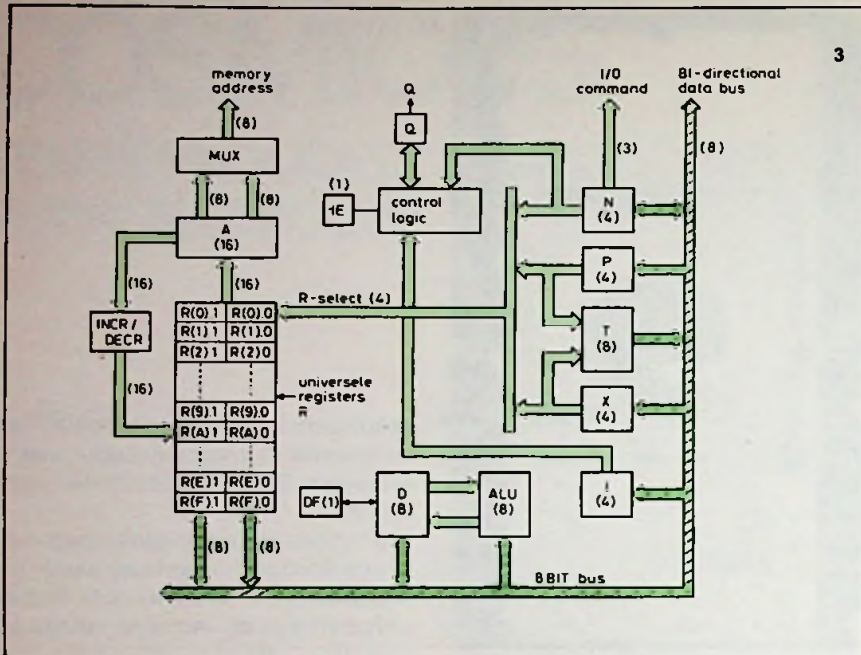 3
memory
address
(8)
MUX
(8) (8)
A
(16)
(16)
(16)
INCR/
DECR
(16)
R(0).1 R(0).0
R(1).1 R(1).0
R(2).1 R(2).0
R(9).1 R(9).0
R(A).1 R(A).0
R(E).1 R(E).0
R(F).1 R(F).0
(8) (8)
universele
registers
R
R-select (4)
Q
Q
(1)
1E
control
logic
I/O
command
(3)
BI-directional
data bus
(8)
N
(4)
P
(4)
T
(8)
X
(4)
I
(4)
DF(1)
D
(8)
ALU
(8)
8BIT bus